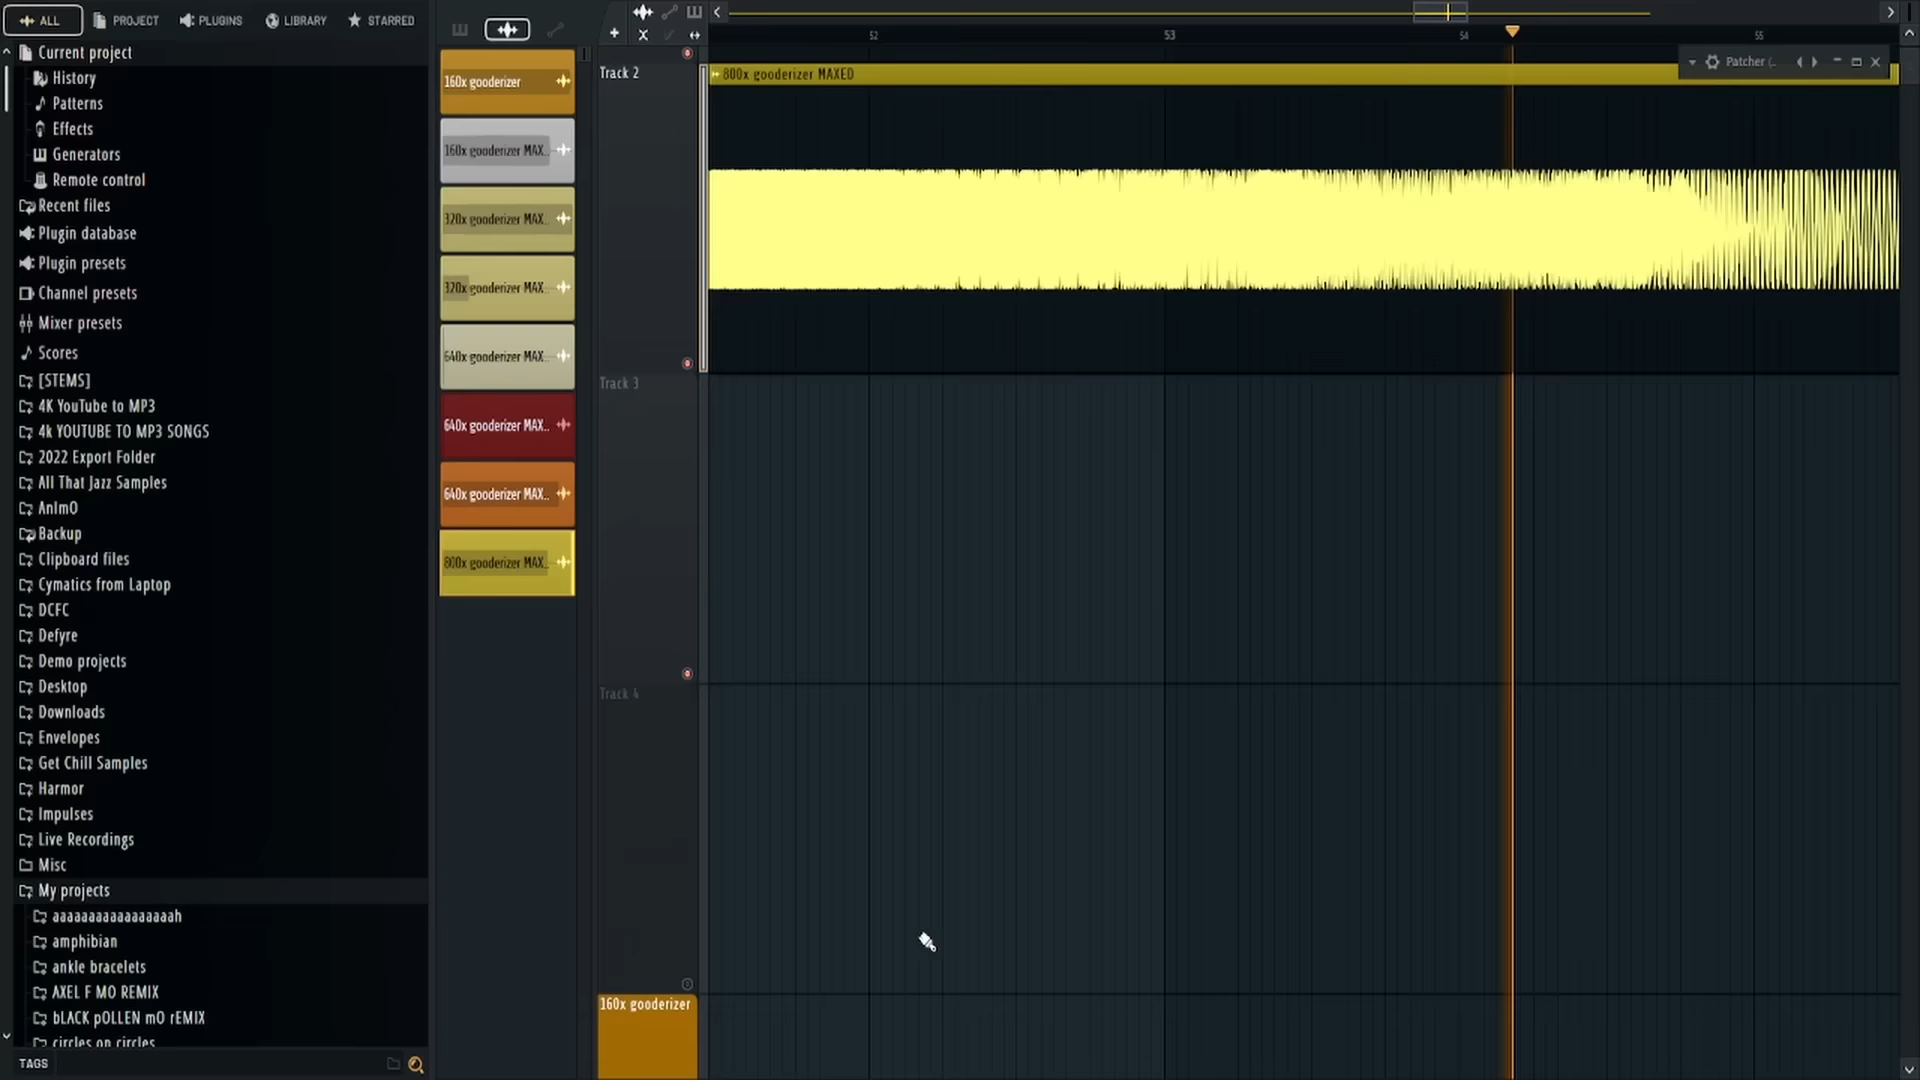 ALL
PROJECT
PLUGINS
LIBRARY
STARRED
Current project
History
Patterns
Effects
Generators
Remote control
Recent files
Plugin database
Plugin presets
Channel presets
Mixer presets
Scores
[STEMS]
4K YouTube to MP3
4k YOUTUBE TO MP3 SONGS
2022 Export Folder
All That Jazz Samples
AnImO
Backup
Clipboard files
Cymatics from Laptop
DCFC
Defyre
Demo projects
Desktop
Downloads
Envelopes
Get Chill Samples
Harmor
Impulses
Live Recordings
Misc
My projects
aaaaaaaaaaaaaaaah
amphibian
ankle bracelets
AXEL F MO REMIX
bLACK pOLLEN mO rEMIX
circles on circles
TAGS
160x gooderizer
160x gooderizer MAX..
320x gooderizer MAX..
320x gooderizer MAX..
640x gooderizer MAX..
640x gooderizer MAX..
640x gooderizer MAX..
800x gooderizer MAX..
52
53
54
55
Track 2
800x gooderizer MAXED
Patcher (..
Track 3
Track 4
160x gooderizer